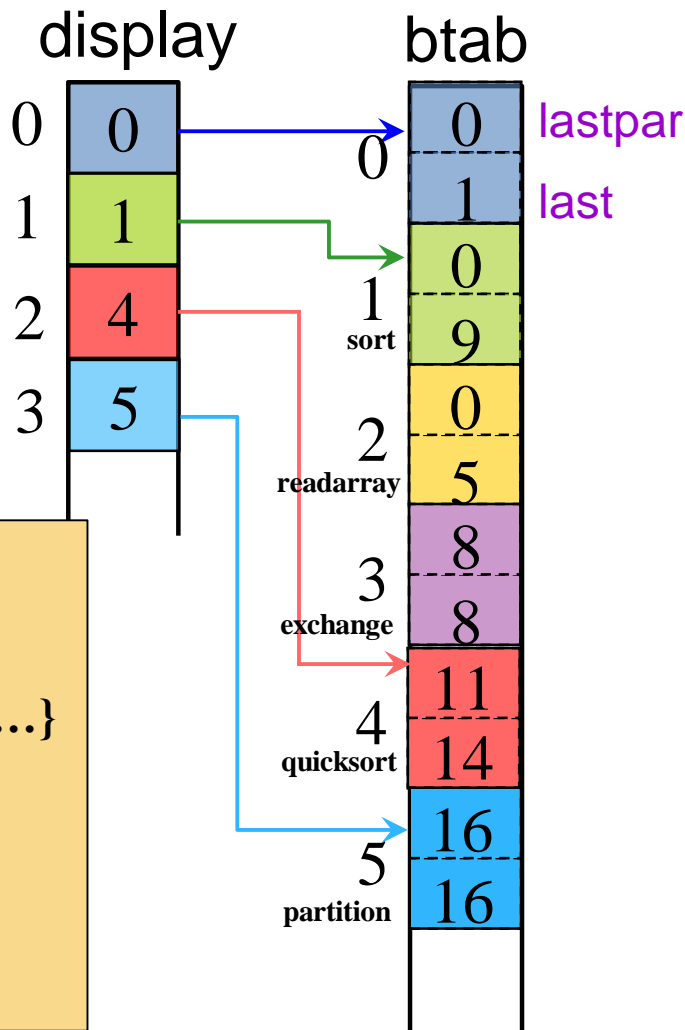 display btab
0 0 0 lastpar
0
1 last
1 1 0
1
sort 9
2 4 0
2
readarray 5
3 5 8
3
exchange 8
11
…}
4
quicksort 14
16
5
partition 16